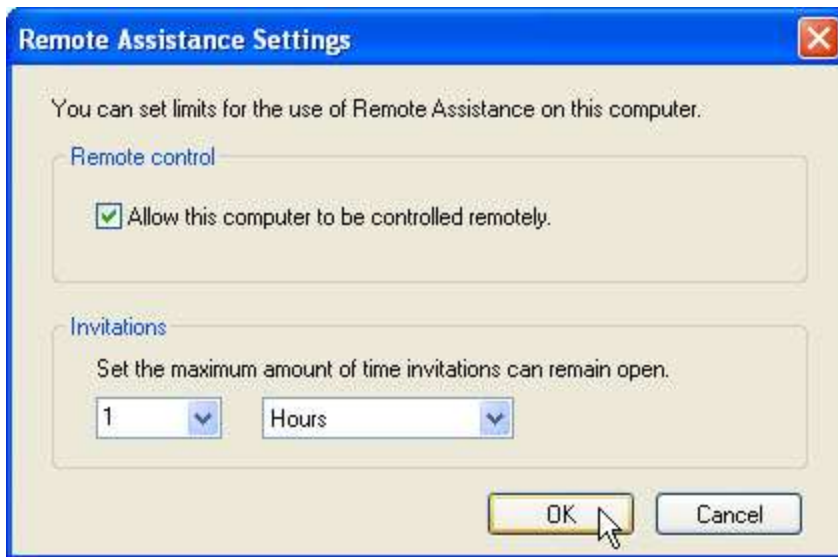 Remote Assistance Settings
You can set limits for the use of Remote Assistance on this computer.
Remote control
Allow this computer to be controlled remotely.
Invitations
Set the maximum amount of time invitations can remain open.
1 Hours
OK Cancel